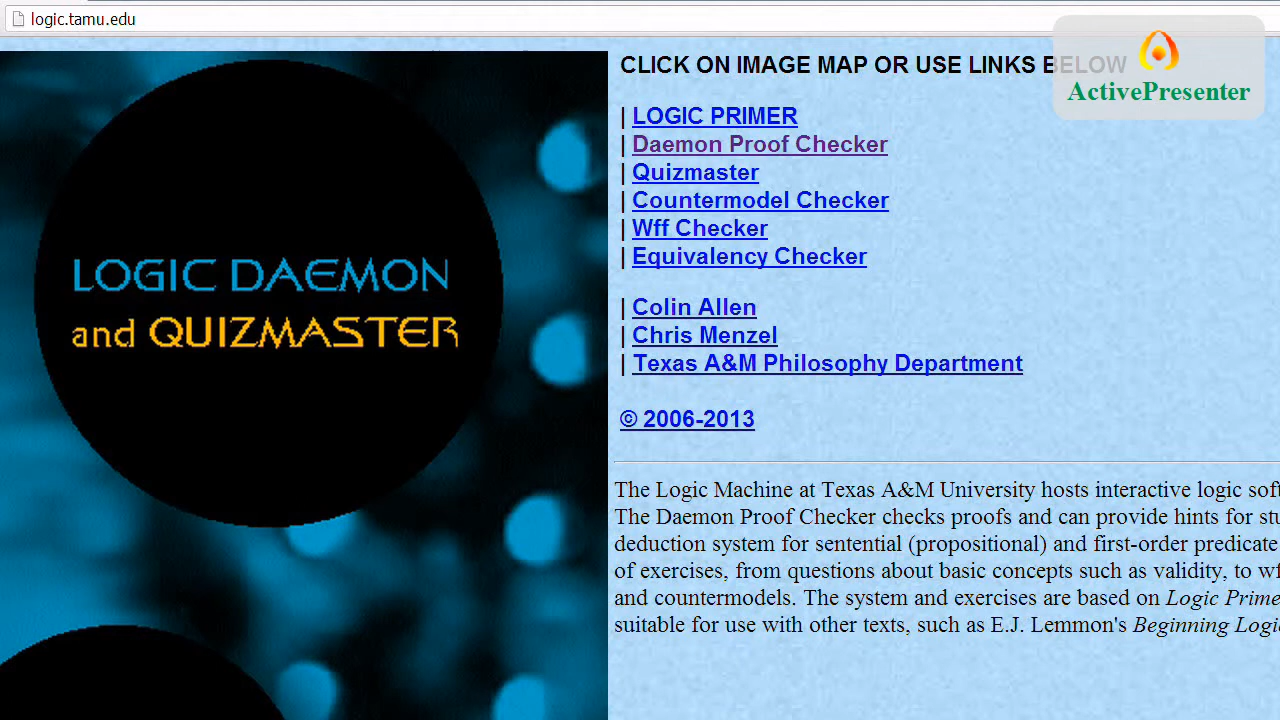 logic.tamu.edu
CLICK ON IMAGE MAP OR USE LINKS BELOW
ActivePresenter
| LOGIC PRIMER
| Daemon Proof Checker
| Quizmaster
| Countermodel Checker
| Wff Checker
| Equivalency Checker
LOGIC DAEMON
and QUIZMASTER
| Colin Allen
| Chris Menzel
| Texas A&M Philosophy Department
© 2006-2013
The Logic Machine at Texas A&M University hosts interactive logic
The Daemon Proof Checker checks proofs and can provide hints for
deduction system for sentential (propositional) and first-order predicate
of exercises, from questions about basic concepts such as validity, to
and countermodels. The system and exercises are based on Logic
suitable for use with other texts, such as E.J. Lemmon's Beginning